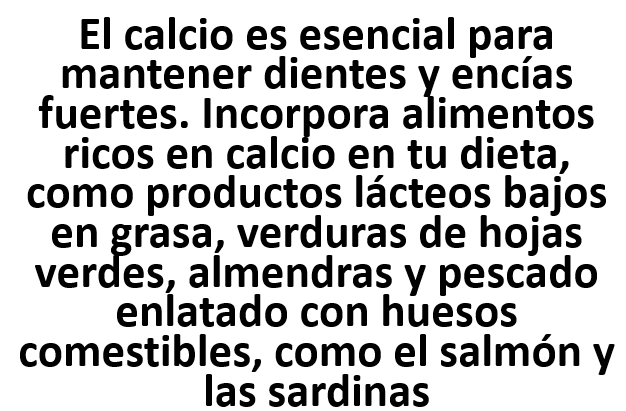 El calcio es esencial para
mantener dientes y encías
fuertes. Incorpora alimentos
ricos en calcio en tu dieta,
como productos lácteos bajos
en grasa, verduras de hojas
verdes, almendras y pescado
enlatado con huesos
comestibles, como el salmón y
las sardinas